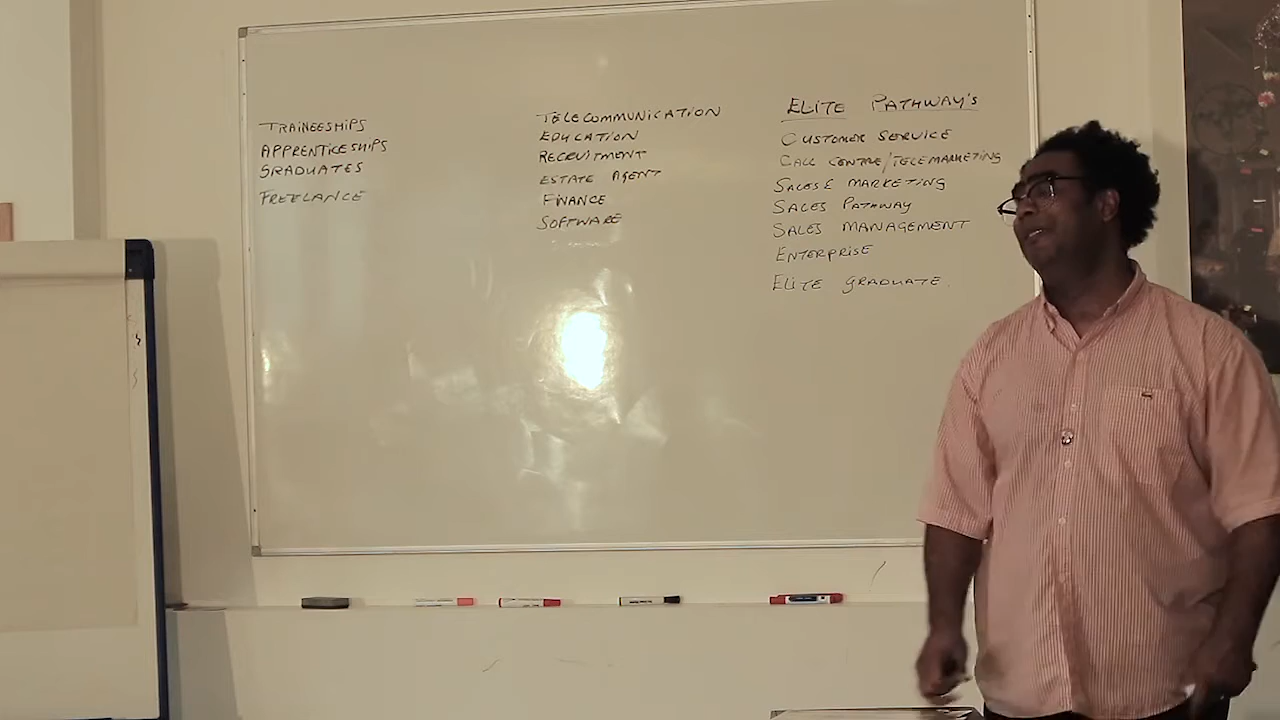 TRAINEESHIPS
APPRENTICESHIPS
GRADUATES
FREELANCE
TELECOMMUNICATION
EDUCATION
RECRUITMENT
ESTATE AGENT
FINANCE
SOFTWARE
ELITE PATHWAY'S
CUSTOMER SERVICE
CALL CENTRE/TELEMARKETING
SALES & MARKETING
SALES PATHWAY
SALES MANAGEMENT
ENTERPRISE
ELITE GRADUATE.